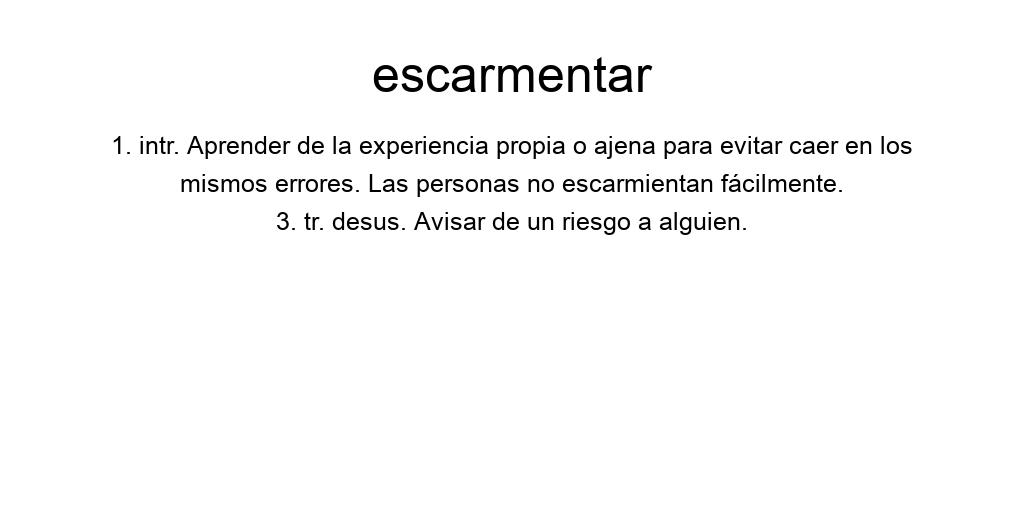 escarmentar
1. intr. Aprender de la experiencia propia o ajena para evitar caer en los
mismos errores. Las personas no escarmientan fácilmente.
3. tr. desus. Avisar de un riesgo a alguien.